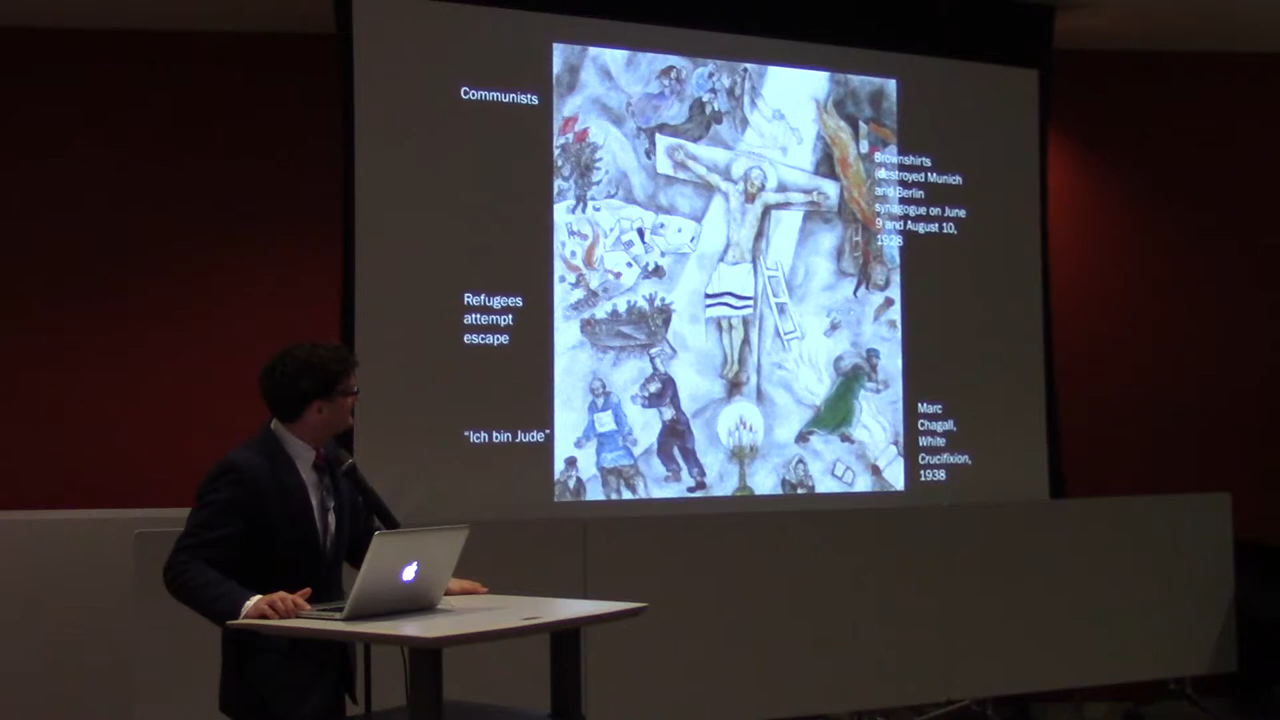 Communists
Refugees
attempt
escape
"Ich bin Jude"
Brownshirts
(destroyed Munich
and Berlin
synagogue on June
9 and August 10,
1928
Marc
Chagall,
White
Crucifixion,
1938